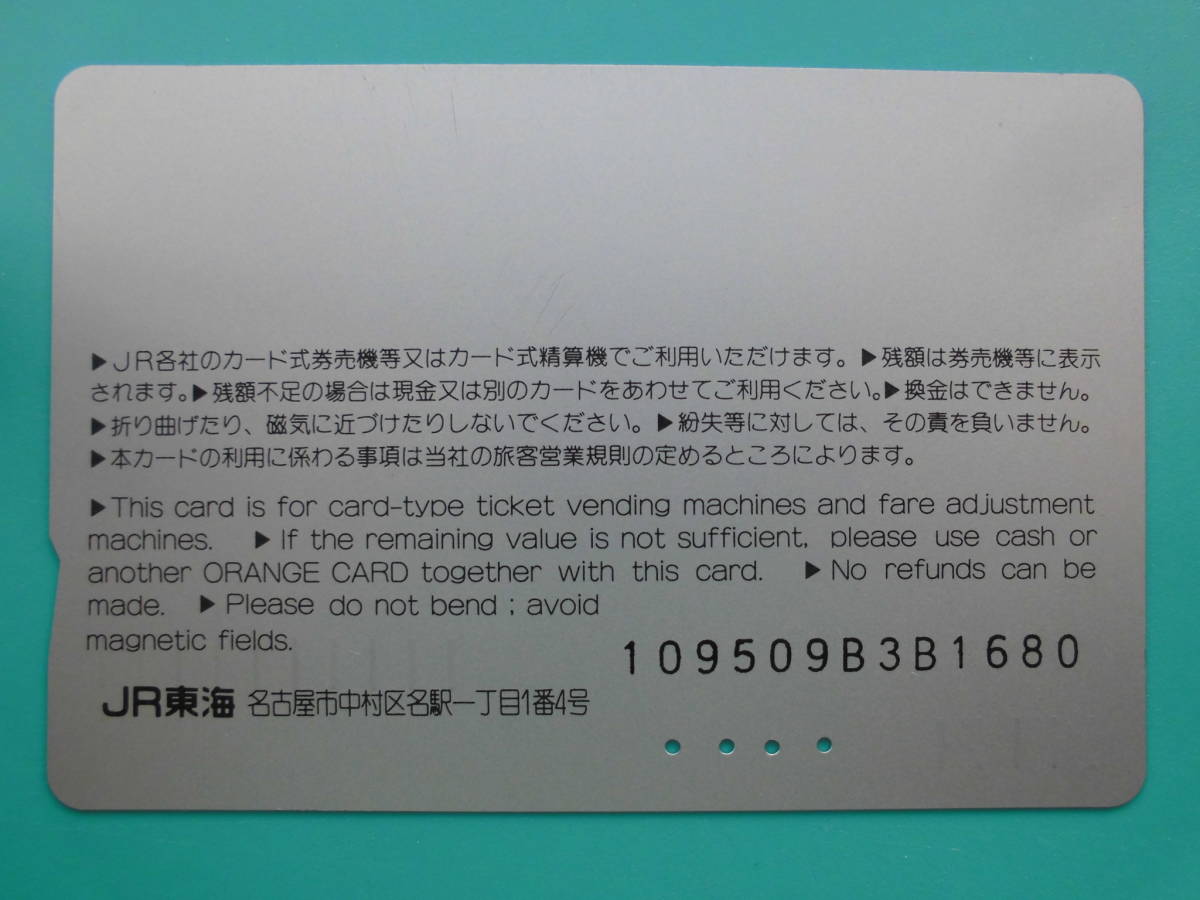 ▶JR各社のカード式券売機等又はカード式精算機でご利用いただけます。▶残額は券売機等に表示
されます。▶残額不足の場合は現金又は別のカードをあわせてご利用ください。▶換金はできません。
▶折り曲げたり、磁気に近づけたりしないでください。▶紛失等に対しては、その責を負いません。
▶本カードの利用に係わる事項は当社の旅客営業規則の定めるところによります。
▶This card is for card-type ticket vending machines and fare adjustment
machines. ▶If the remaining value is not sufficient, please use cash or
another ORANGE CARD together with this card. ▶No refunds can be
made. ▶Please do not bend ; avoid
magnetic fields.
109509B3B1680
JR東海 名古屋市中村区名駅一丁目1番4号